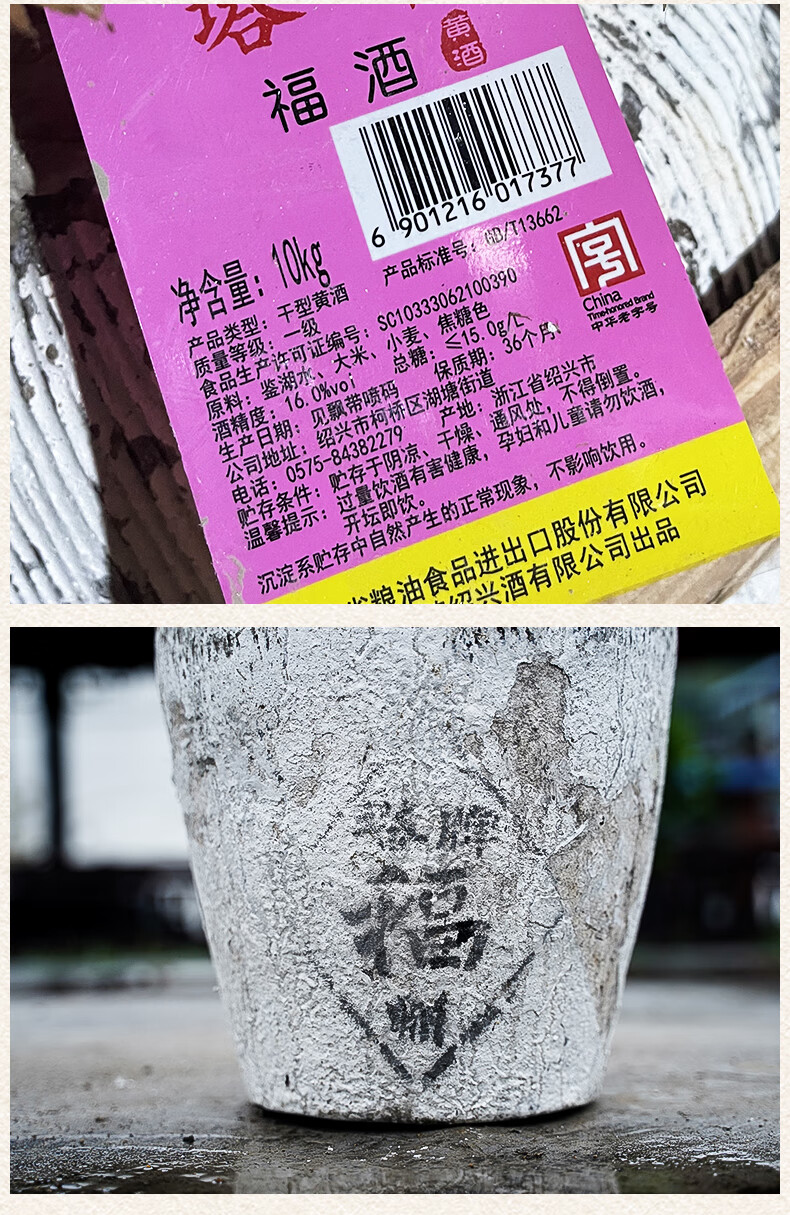 塔
福酒
黄酒
6 901216 017377
净含量：10kg
产品标准号：GB/T13662
产品类型：干型黄酒
质量等级：一级
食品生产许可证编号：SC10333062100390
原料：鉴湖水、大米、小麦、焦糖色
酒精度：16.0%voi 总糖：≤15.0g/L
生产日期：见飘带喷码 保质期：36个月
公司地址：绍兴市柯桥区湖塘街道
电话：0575-84382279 产地：浙江省绍兴市
贮存条件：贮存于阴凉、干燥、通风处，不得倒置。
温馨提示：过量饮酒有害健康，孕妇和儿童请勿饮酒，
开坛即饮。
沉淀系贮存中自然产生的正常现象，不影响饮用。
China
Time-honored Brand
中华老字号
省粮油食品进出口股份有限公司
绍兴酒有限公司出品
塔牌
福